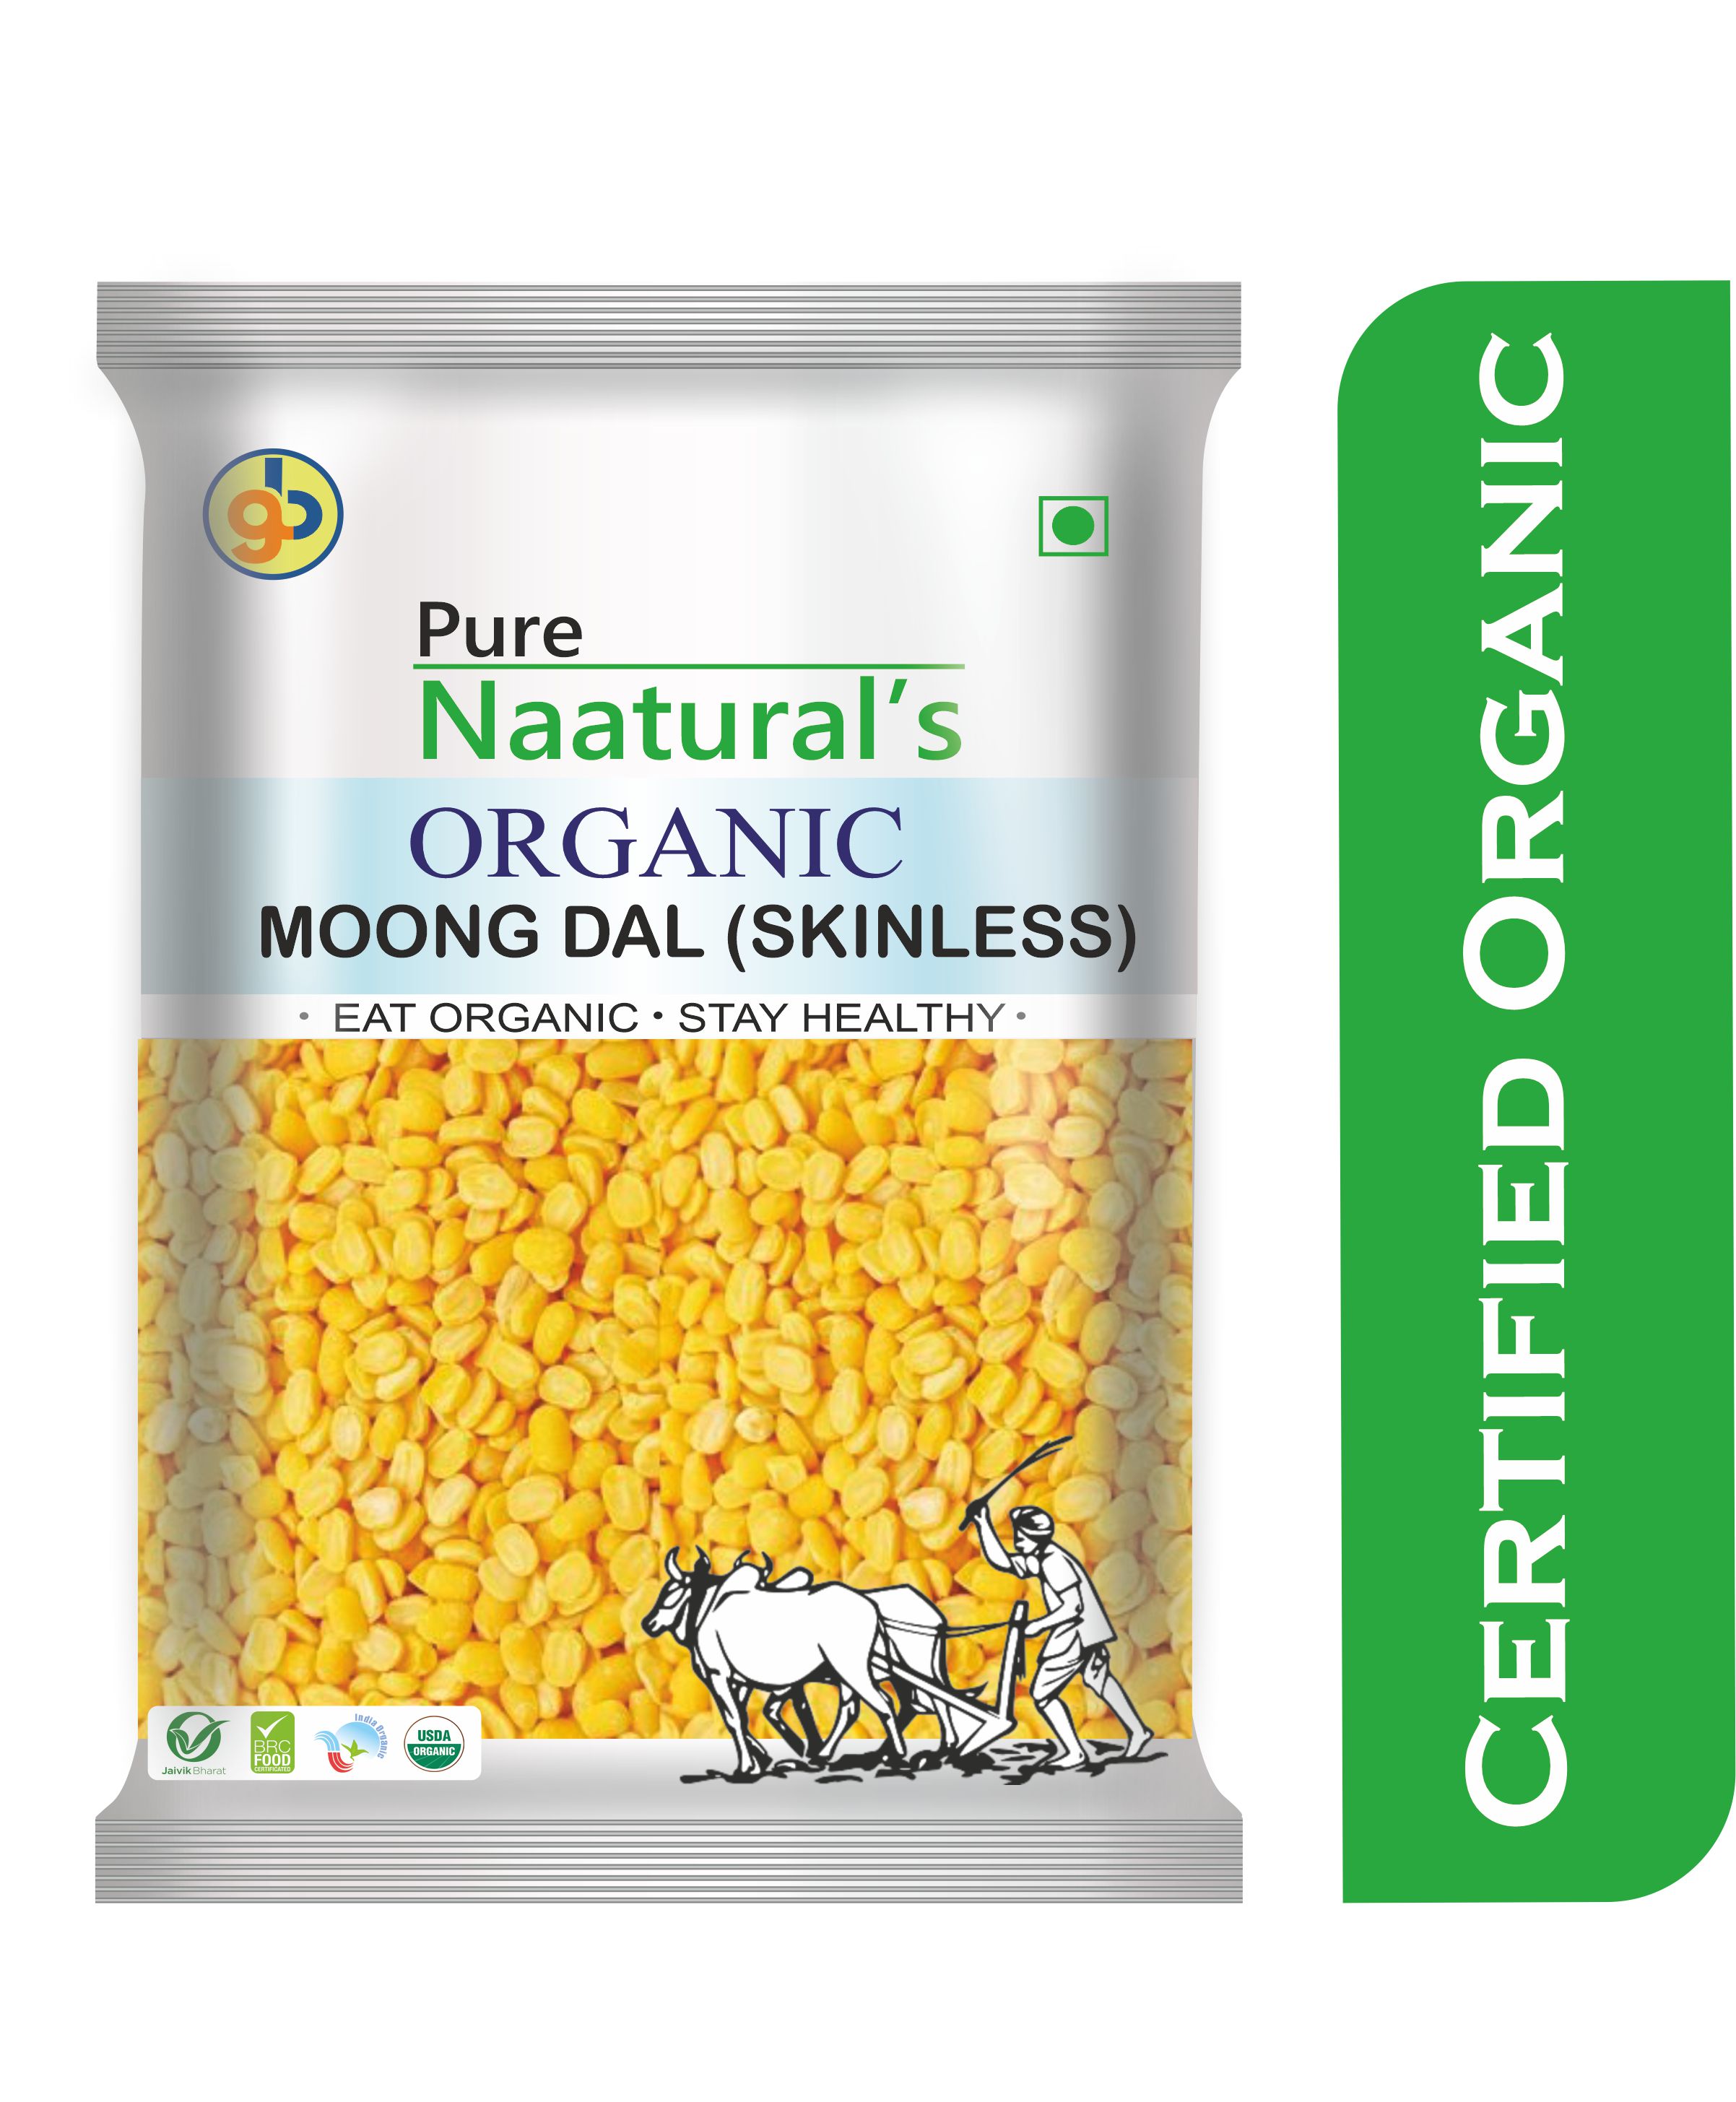 gb
Pure
Naatural's
ORGANIC
MOONG DAL (SKINLESS)
• EAT ORGANIC • STAY HEALTHY •
Jaivik Bharat
BRC
FOOD
CERTIFICATED
India Organic
USDA
ORGANIC
CERTIFIED ORGANIC